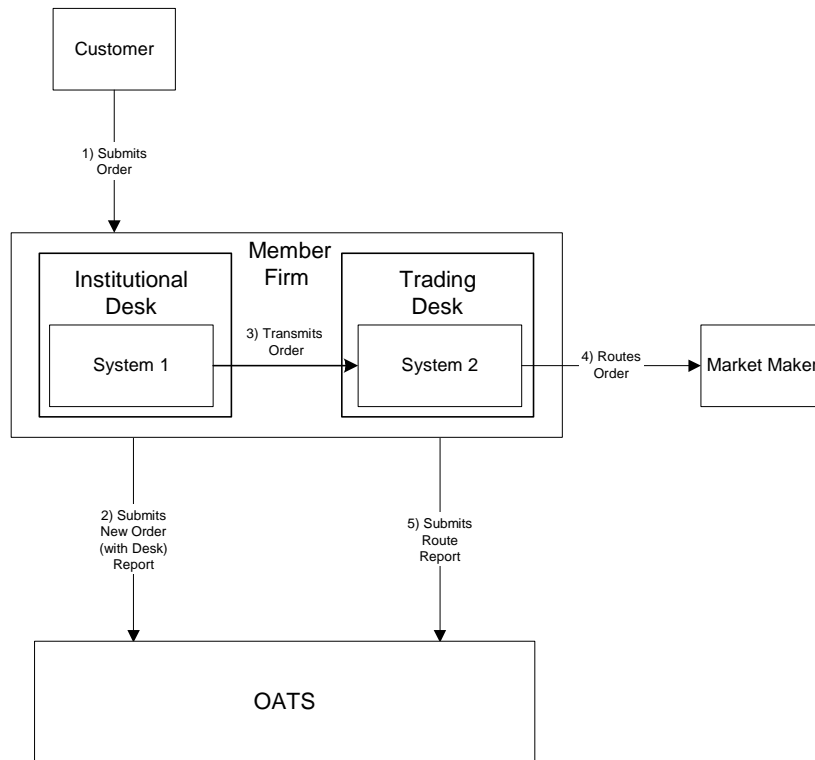 Customer
1) Submits
Order
Member
Firm
Institutional
Desk
Trading
Desk
3) Transmits
Order
System 1
System 2
4) Routes
Order
Market Maker
2) Submits
New Order
(with Desk)
Report
5) Submits
Route
Report
OATS